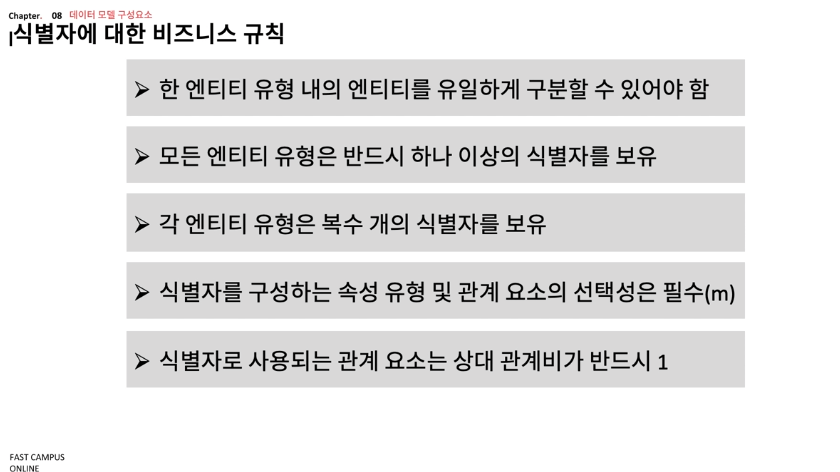 Chapter. 08 데이터 모델 구성요소
식별자에 대한 비즈니스 규칙
➢ 한 엔티티 유형 내의 엔티티를 유일하게 구분할 수 있어야 함
➢ 모든 엔티티 유형은 반드시 하나 이상의 식별자를 보유
➢ 각 엔티티 유형은 복수 개의 식별자를 보유
➢ 식별자를 구성하는 속성 유형 및 관계 요소의 선택성은 필수(m)
➢ 식별자로 사용되는 관계 요소는 상대 관계비가 반드시 1
FAST CAMPUS
ONLINE